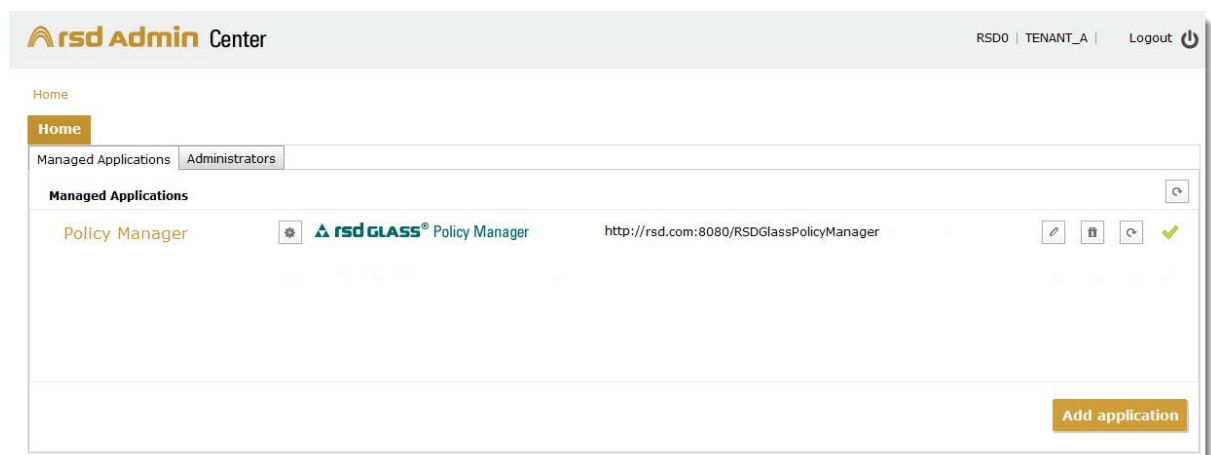 rsd Admin Center RSD0 | TENANT_A | Logout
Home
Home
Managed Applications Administrators
Managed Applications
Policy Manager rsd GLASS® Policy Manager http://rsd.com:8080/RSDGlassPolicyManager
Add application